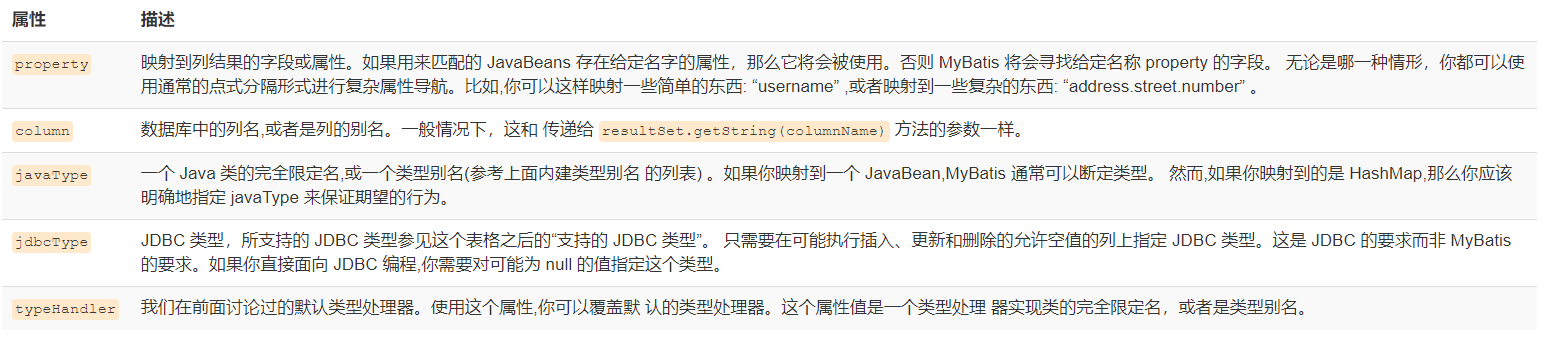 属性 描述
property 映射到列结果的字段或属性。如果用来匹配的 JavaBeans 存在给定名字的属性，那么它将会被使用。否则 MyBatis 将会寻找给定名称 property 的字段。 无论是哪一种情形，你都可以使
用通常的点式分隔形式进行复杂属性导航。比如,你可以这样映射一些简单的东西: “username” ,或者映射到一些复杂的东西: “address.street.number” 。
column 数据库中的列名,或者是列的别名。一般情况下，这和 传递给 resultSet.getString(columnName) 方法的参数一样。
javaType 一个 Java 类的完全限定名,或一个类型别名(参考上面内建类型别名 的列表) 。如果你映射到一个 JavaBean,MyBatis 通常可以断定类型。 然而,如果你映射到的是 HashMap,那么你应该
明确地指定 javaType 来保证期望的行为。
jdbcType JDBC 类型，所支持的 JDBC 类型参见这个表格之后的“支持的 JDBC 类型”。 只需要在可能执行插入、更新和删除的允许空值的列上指定 JDBC 类型。这是 JDBC 的要求而非 MyBatis
的要求。如果你直接面向 JDBC 编程,你需要对可能为 null 的值指定这个类型。
typeHandler 我们在前面讨论过的默认类型处理器。使用这个属性,你可以覆盖默 认的类型处理器。这个属性值是一个类型处理 器实现类的完全限定名，或者是类型别名。